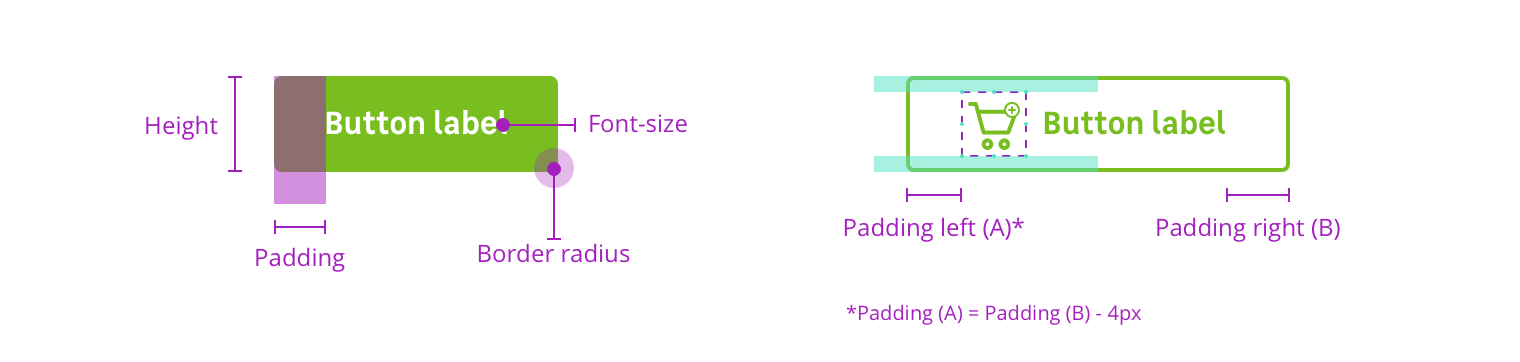 Height
Button label
Font-size
Padding
Border radius
Button label
Padding left (A)*
Padding right (B)
*Padding (A) = Padding (B) - 4px